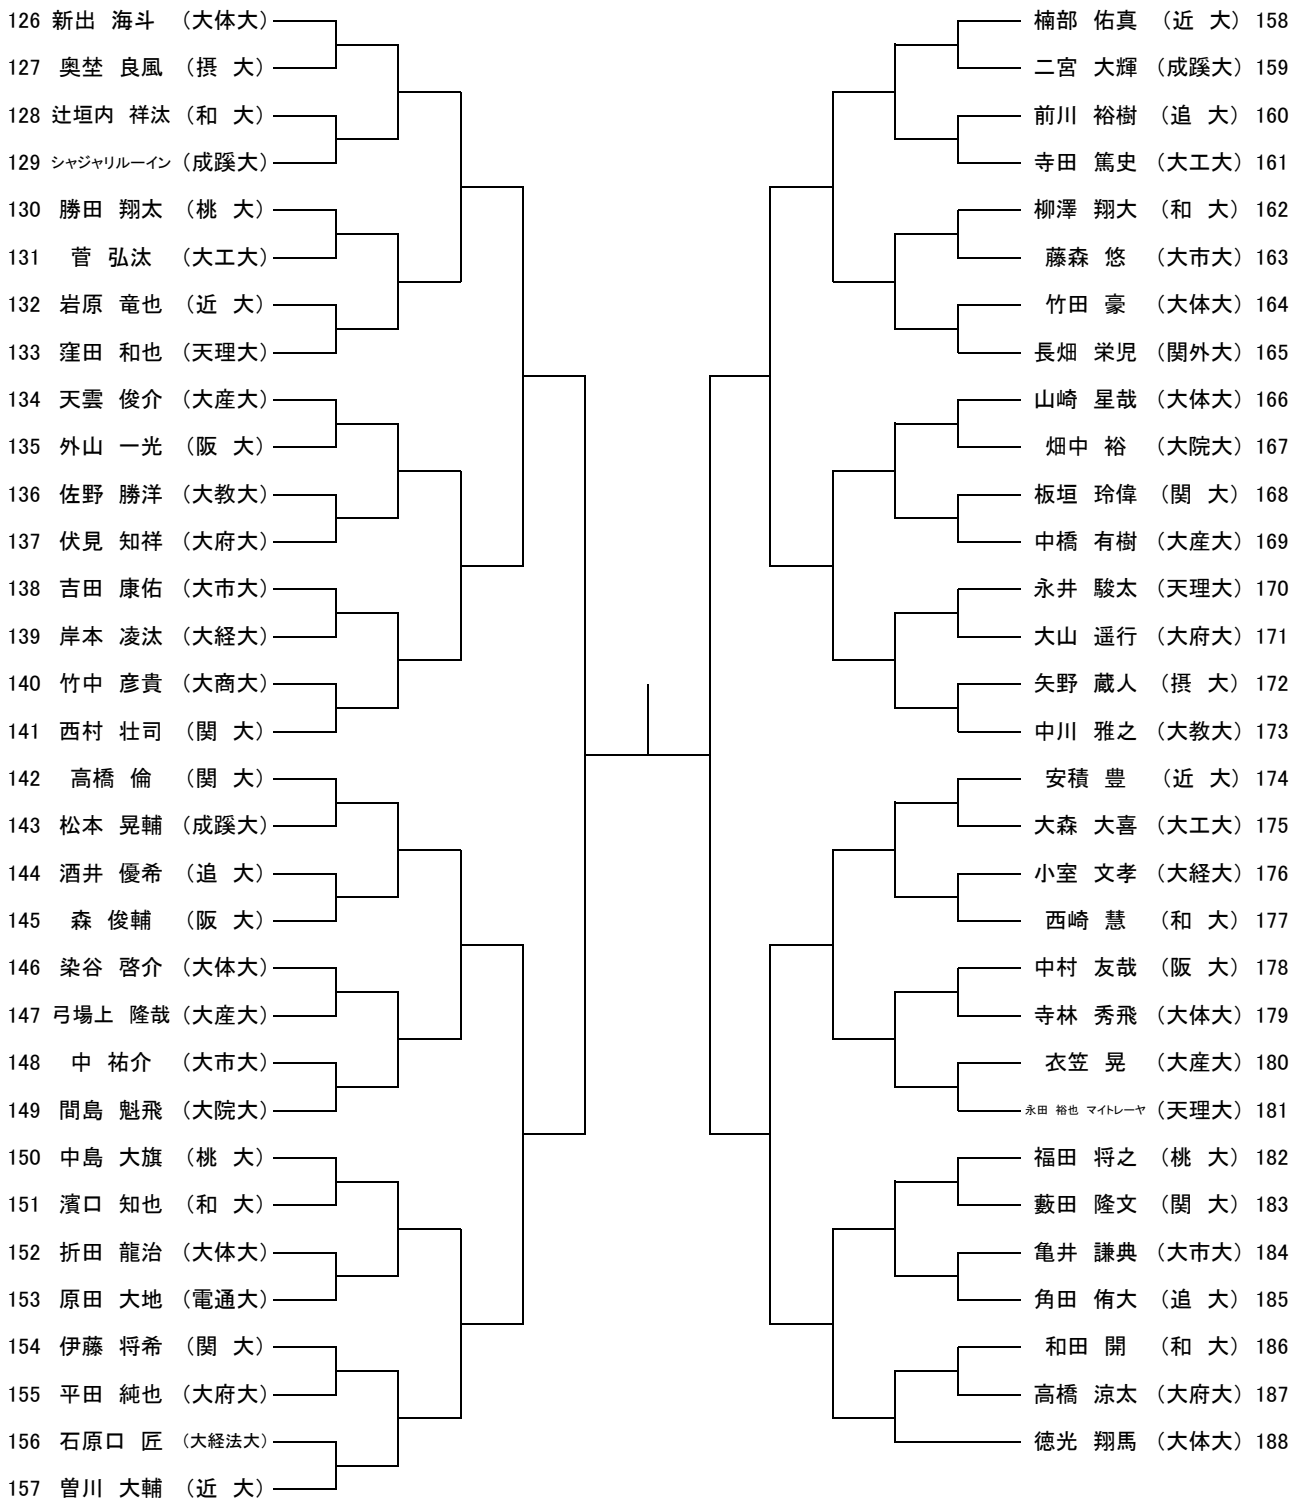 126 新出 海斗 (大体大)
127 奥埜 良風 (摂 大)
128 辻垣内 祥汰 (和 大)
129 シャジャリルーイン (成蹊大)
130 勝田 翔太 (桃 大)
131 菅 弘汰 (大工大)
132 岩原 竜也 (近 大)
133 窪田 和也 (天理大)
134 天雲 俊介 (大産大)
135 外山 一光 (阪 大)
136 佐野 勝洋 (大教大)
137 伏見 知祥 (大府大)
138 吉田 康佑 (大市大)
139 岸本 凌汰 (大経大)
140 竹中 彦貴 (大商大)
141 西村 壮司 (関 大)
142 高橋 倫 (関 大)
143 松本 晃輔 (成蹊大)
144 酒井 優希 (追 大)
145 森 俊輔 (阪 大)
146 染谷 啓介 (大体大)
147 弓場上 隆哉 (大産大)
148 中 祐介 (大市大)
149 間島 魁飛 (大院大)
150 中島 大旗 (桃 大)
151 濱口 知也 (和 大)
152 折田 龍治 (大体大)
153 原田 大地 (電通大)
154 伊藤 将希 (関 大)
155 平田 純也 (大府大)
156 石原口 匠 (大経法大)
157 曽川 大輔 (近 大)
楠部 佑真 (近 大) 158
二宮 大輝 (成蹊大) 159
前川 裕樹 (追 大) 160
寺田 篤史 (大工大) 161
柳澤 翔大 (和 大) 162
藤森 悠 (大市大) 163
竹田 豪 (大体大) 164
長畑 栄児 (関外大) 165
山崎 星哉 (大体大) 166
畑中 裕 (大院大) 167
板垣 玲偉 (関 大) 168
中橋 有樹 (大産大) 169
永井 駿太 (天理大) 170
大山 遥行 (大府大) 171
矢野 蔵人 (摂 大) 172
中川 雅之 (大教大) 173
安積 豊 (近 大) 174
大森 大喜 (大工大) 175
小室 文孝 (大経大) 176
西崎 慧 (和 大) 177
中村 友哉 (阪 大) 178
寺林 秀飛 (大体大) 179
衣笠 晃 (大産大) 180
永田 裕也 マイトレーヤ (天理大) 181
福田 将之 (桃 大) 182
藪田 隆文 (関 大) 183
亀井 謙典 (大市大) 184
角田 侑大 (追 大) 185
和田 開 (和 大) 186
高橋 涼太 (大府大) 187
徳光 翔馬 (大体大) 188